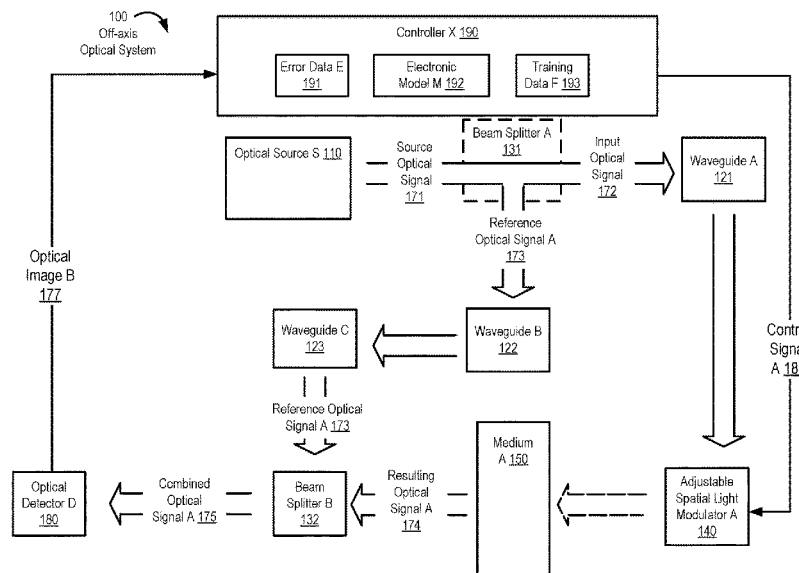 100
Off-axis
Optical System
Controller X 190
Error Data E
191
Electronic
Model M 192
Training
Data F 193
Optical Source S 110
Source
Optical
Signal
171
Beam Splitter A
131
Input
Optical
Signal
172
Waveguide A
121
Reference
Optical Signal A
173
Optical
Image B
177
Waveguide C
123
Waveguide B
122
Control
Signal
A 18
Reference Optical
Signal A 173
Medium
A 150
Optical
Detector D
180
Combined
Optical
Signal A 175
Beam
Splitter B
132
Resulting
Optical
Signal A
174
Adjustable
Spatial Light
Modulator A
140